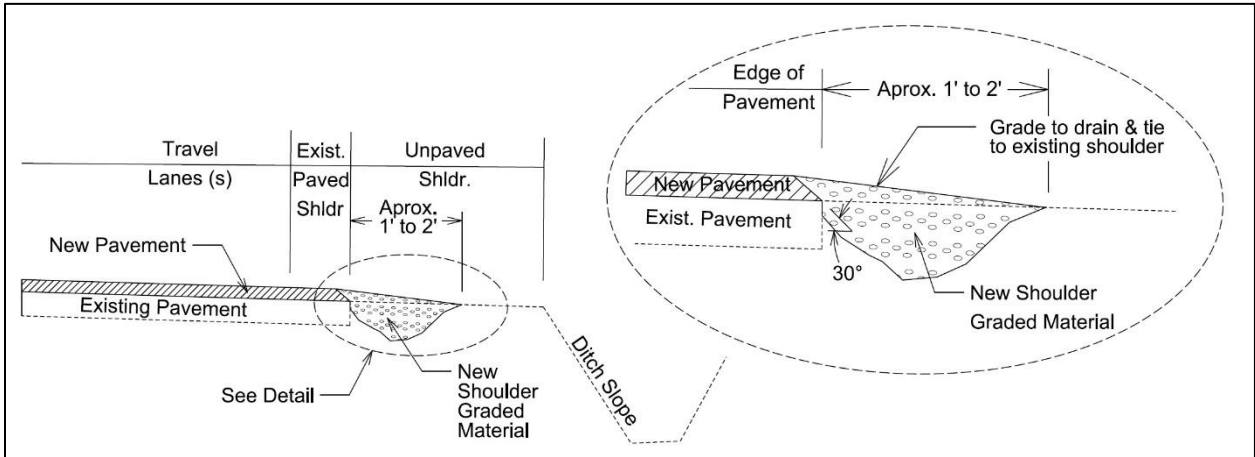 Travel
Lanes (s)
Exist.
Paved
Shldr
Unpaved
Shldr.
Aprox.
1' to 2'
New Pavement
Existing Pavement
See Detail
New
Shoulder
Graded
Material
Ditch Slope
Edge of
Pavement
Aprox. 1' to 2'
Grade to drain & tie
to existing shoulder
New Pavement
Exist. Pavement
30°
New Shoulder
Graded Material